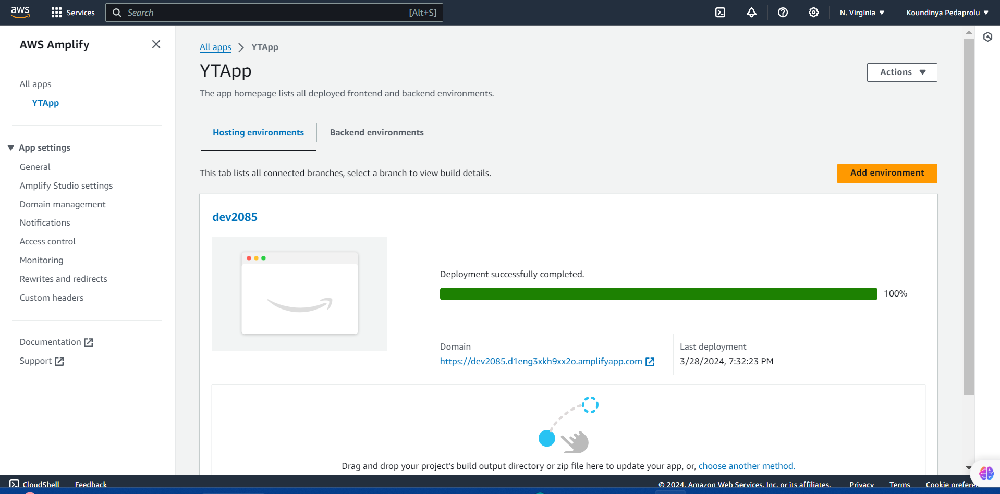 aws
Services
Search
[Alt+S]
N. Virginia
Koundinya Pedaprolu
AWS Amplify
All apps
YTApp
App settings
General
Amplify Studio settings
Domain management
Notifications
Access control
Monitoring
Rewrites and redirects
Custom headers
Documentation
Support
All apps
YTApp
YTApp
Actions
The app homepage lists all deployed frontend and backend environments.
Hosting environments
Backend environments
This tab lists all connected branches, select a branch to view build details.
Add environment
dev2085
Deployment successfully completed.
100%
Domain
https://dev2085.d1eng3xkh9xx2o.amplifyapp.com
Last deployment
3/28/2024, 7:32:23 PM
Drag and drop your project's build output directory or zip file here to update your app, or, choose another method.
CloudShell
Feedback
© 2024, Amazon Web Services, Inc. or its affiliates.
Privacy
Terms
Cookie prefere